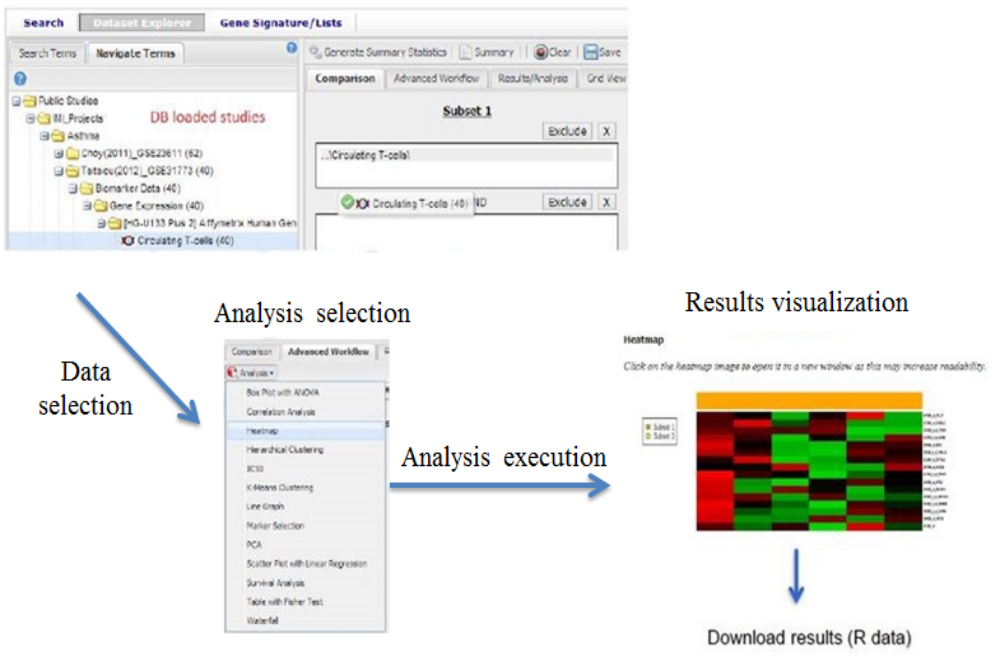 Search Dataset Explorer Gene Signature/Lists
Search Terms Navigate Terms
Generate Summary Statistics Summary Clear Save
Comparison Advanced Workflow Results/Analysis Grid View
Public Studies
DB loaded studies
IMI_Projects
Asthma
Choy(2011)_GSE23611 (62)
(2012)_GSE31773 (40)
Biomarker Data (40)
Gene Expression (40)
[HG-U133 Plus 2] Affymetrix Human Gen
Circulating T-cells (40)
Subset 1
Exclude X
...\Circulating T-cells\
Circulating T-cells (40) ND
Exclude X
Data
selection
Analysis selection
Comparison Advanced Workflow
Analysis
Box Plot with ANOVA
Correlation Analysis
Heatmap
Hierarchical Clustering
IC50
K-Means Clustering
Line Graph
Marker Selection
PCA
Scatter Plot with Linear Regression
Survival Analysis
Table with Fisher Test
Waterfall
Analysis execution
Results visualization
Heatmap
Click on the heatmap image to open it in a new window as this may increase readability.
Subset 1
Subset 2
Download results (R data)